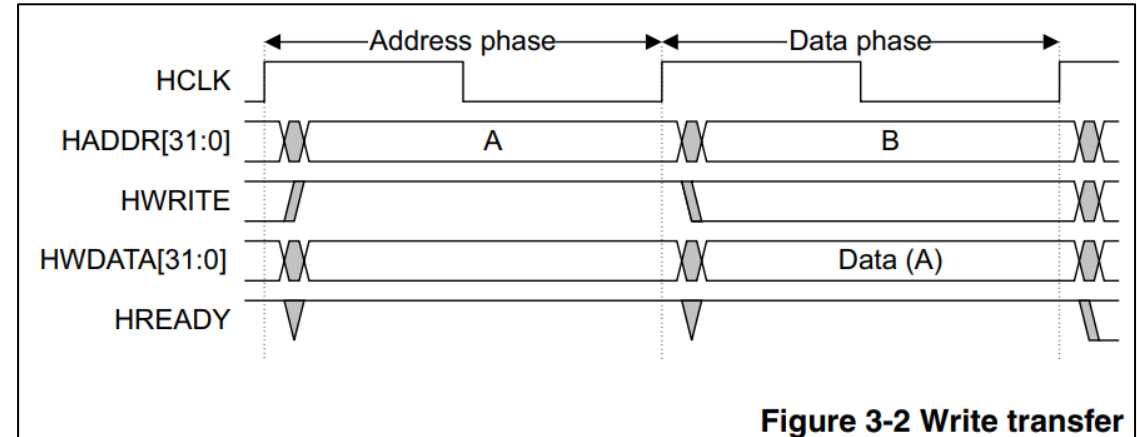 Address phase Data phase
HCLK
HADDR[31:0] A B
HWRITE
HWDATA[31:0] Data (A)
HREADY
Figure 3-2 Write transfer